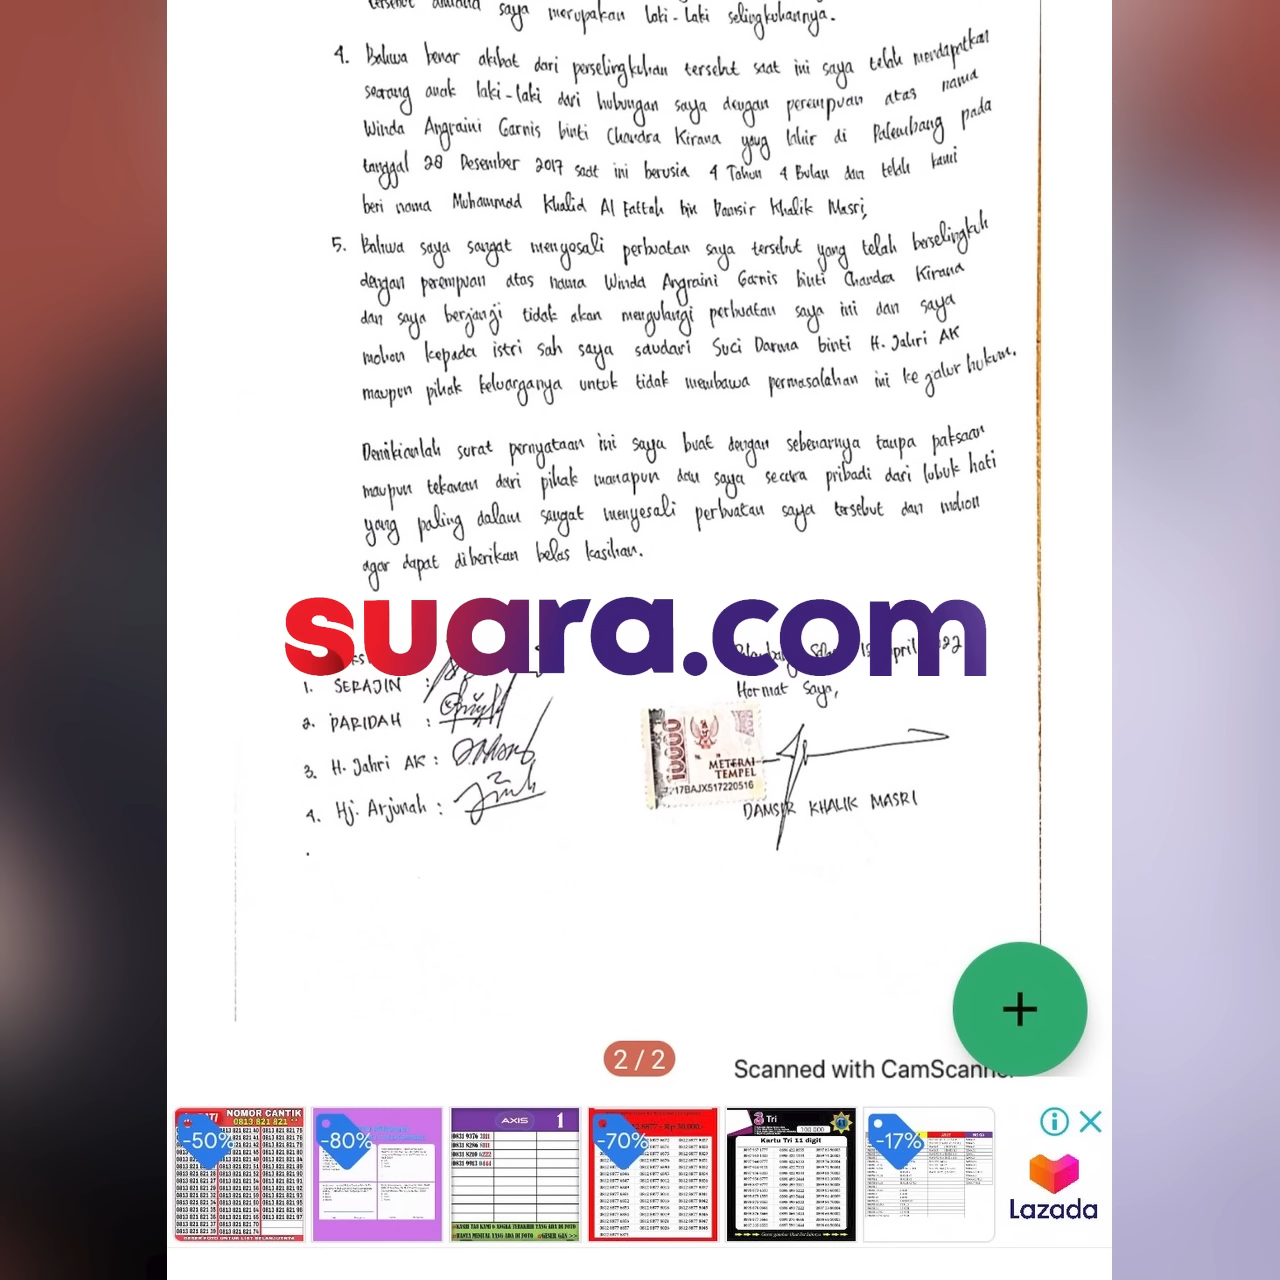 tersebut saya merupakan laki-laki selingkuhannya.
4. Bahwa benar akibat dari perselingkuhan tersebut saat ini saya telah mendapatkan
seorang anak laki-laki dari hubungan saya dengan perempuan atas nama
Winda Angraini Garnis binti Chandra Kirana yang lahir di Palembang pada
tanggal 28 Desember 2017 saat ini berusia 4 Tahun 4 Bulan dan telah kami
beri nama Muhammad Khalid Al Fattah bin Damsir Khalik Masri,
5. Bahwa saya sangat menyesali perbuatan saya tersebut yang telah berselingkuh
dengan perempuan atas nama Winda Angraini Garnis binti Chandra Kirana
dan saya berjanji tidak akan mengulangi perbuatan saya ini dan saya
mohon kepada istri sah saya saudari Suci Darma binti H. Jahri AK
maupun pihak keluarganya untuk tidak membawa permasalahan ini ke jalur hukum.
Demikianlah surat pernyataan ini saya buat dengan sebenarnya tanpa paksaan
maupun tekanan dari pihak manapun dan saya secara pribadi dari lubuk hati
yang paling dalam sangat menyesali perbuatan saya tersebut dan mohon
agar dapat diberikan belas kasihan.
suara.com
April 2022
Hormat Saya,
1. SERAJIN :
2. PARIDAH :
3. H. Jahri AK :
4. Hj. Arjunah :
10000
METERAI
TEMPEL
17BAJX517220516
DAMSIR KHALIK MASRI
2 / 2
Scanned with CamScanner
NOMOR CANTIK
0813 821 821
-50%
-80%
AXIS 1
-70%
3 Tri
100.000
Kartu Tri 11 digit
-17%
Lazada